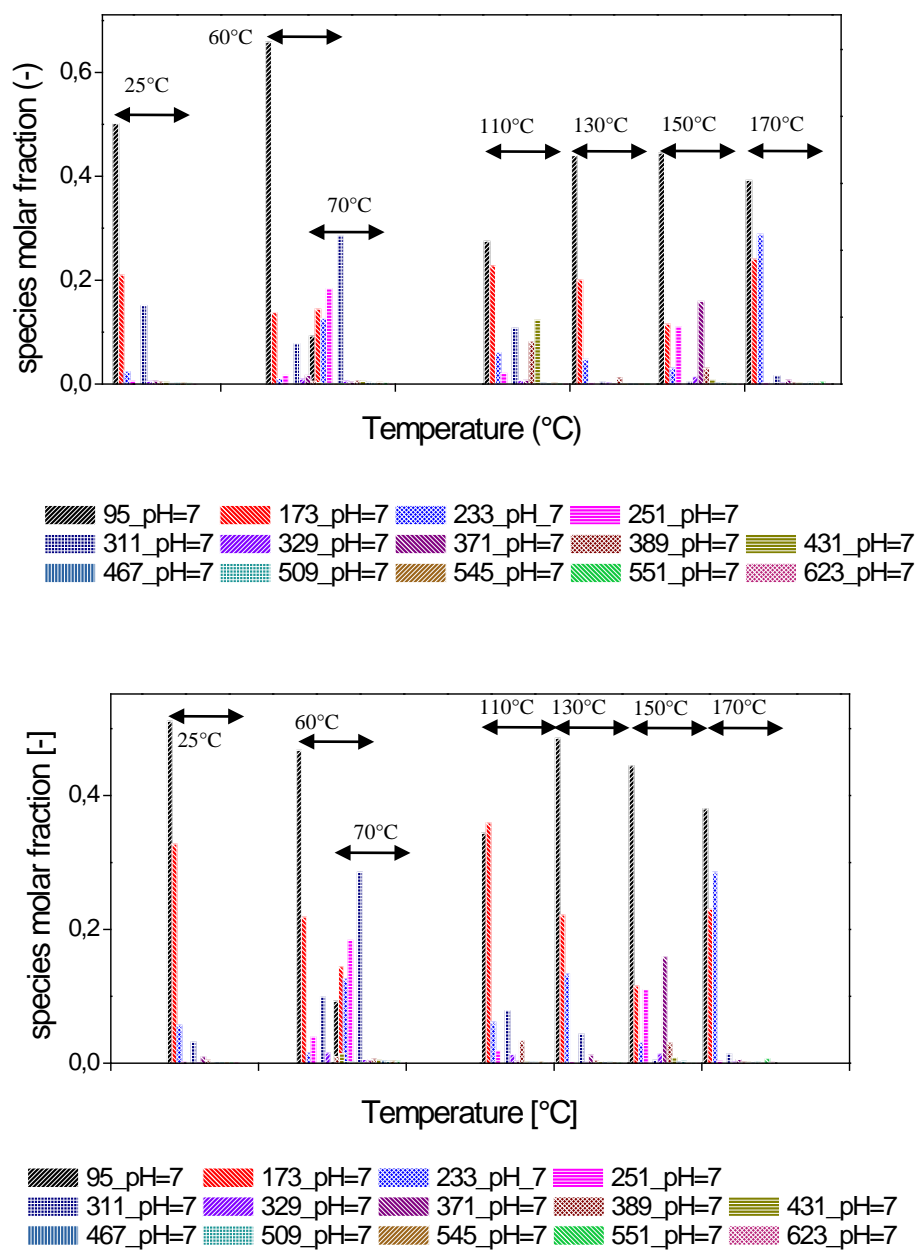 60°C
0,6
25°C
110°C 130°C 150°C 170°C
0,4
70°C
0,2
0,0
species molar fraction (-)
Temperature (°C)
95_pH=7 173_pH=7 233_pH_7 251_pH=7
311_pH=7 329_pH=7 371_pH=7 389_pH=7 431_pH=7
467_pH=7 509_pH=7 545_pH=7 551_pH=7 623_pH=7
110°C 130°C 150°C 170°C
25°C 60°C
0,4
70°C
0,2
0,0
species molar fraction [-]
Temperature [°C]
95_pH=7 173_pH=7 233_pH_7 251_pH=7
311_pH=7 329_pH=7 371_pH=7 389_pH=7 431_pH=7
467_pH=7 509_pH=7 545_pH=7 551_pH=7 623_pH=7